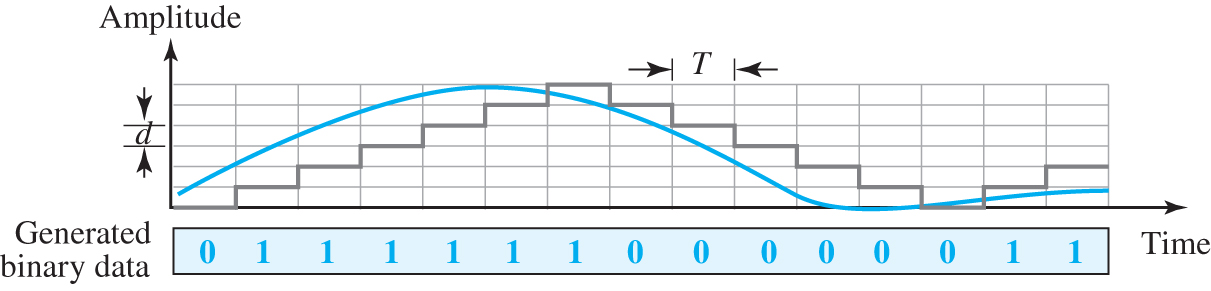 Amplitude
T
d
Generated
binary data
0 1 1 1 1 1 1 0 0 0 0 0 0 1 1
Time